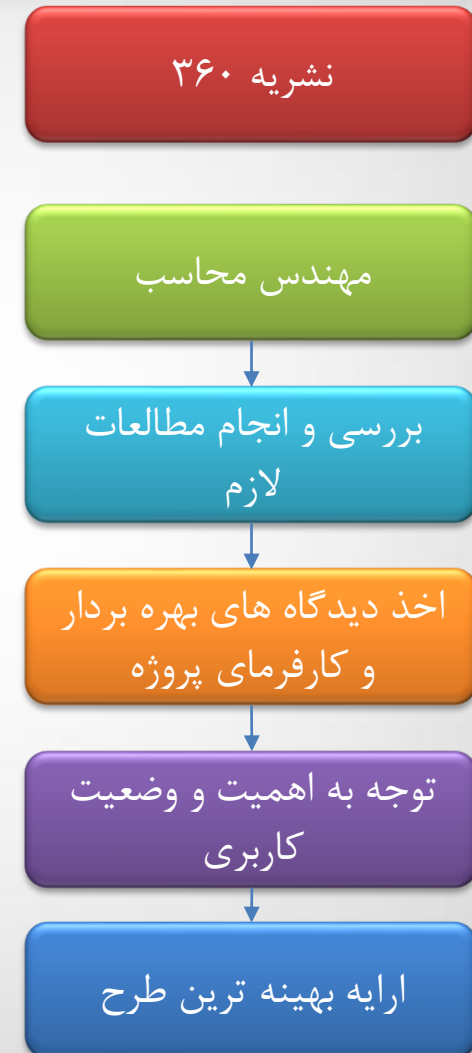 نشریه ۳۶۰
مهندس محاسب
بررسی و انجام مطالعات
لازم
اخذ دیدگاه های بهره بردار
و کارفرمای پروژه
توجه به اهمیت و وضعیت
کاربری
ارایه بهینه ترین طرح